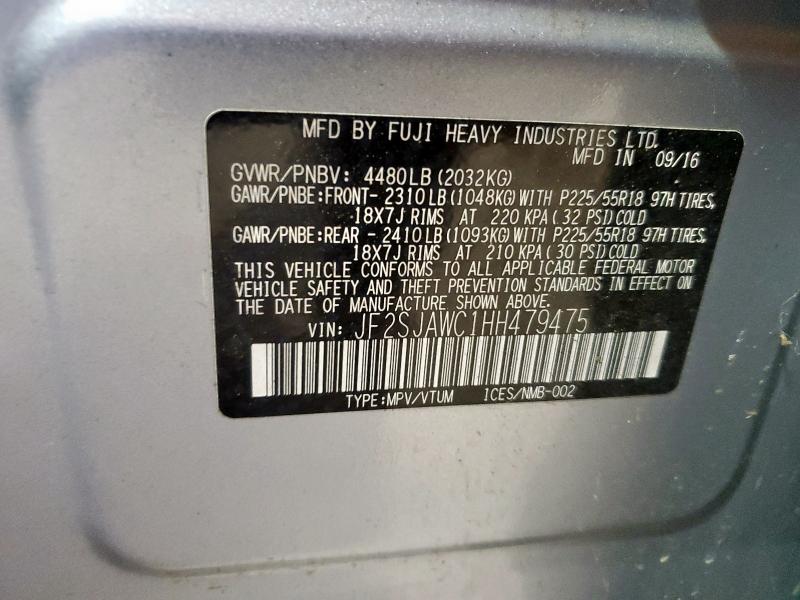 MFD BY FUJI HEAVY INDUSTRIES LTD.
MFD IN 09/16
GVWR/PNBV: 4480LB (2032KG)
GAWR/PNBE:FRONT- 2310LB (1048KG) WITH P225/55R18 97H TIRES,
18X7J RIMS AT 220 KPA ( 32 PSI) COLD
GAWR/PNBE:REAR - 2410LB (1093KG) WITH P225/55R18 97H TIRES,
18X7J RIMS AT 210 KPA ( 30 PSI) COLD
THIS VEHICLE CONFORMS TO ALL APPLICABLE FEDERAL MOTOR
VEHICLE SAFETY AND THEFT PREVENTION STANDARDS IN EFFECT ON
THE DATE OF MANUFACTURE SHOWN ABOVE.
VIN: JF2SJAWC1HH479475
TYPE:MPV/VTUM 1CES/NMB-002